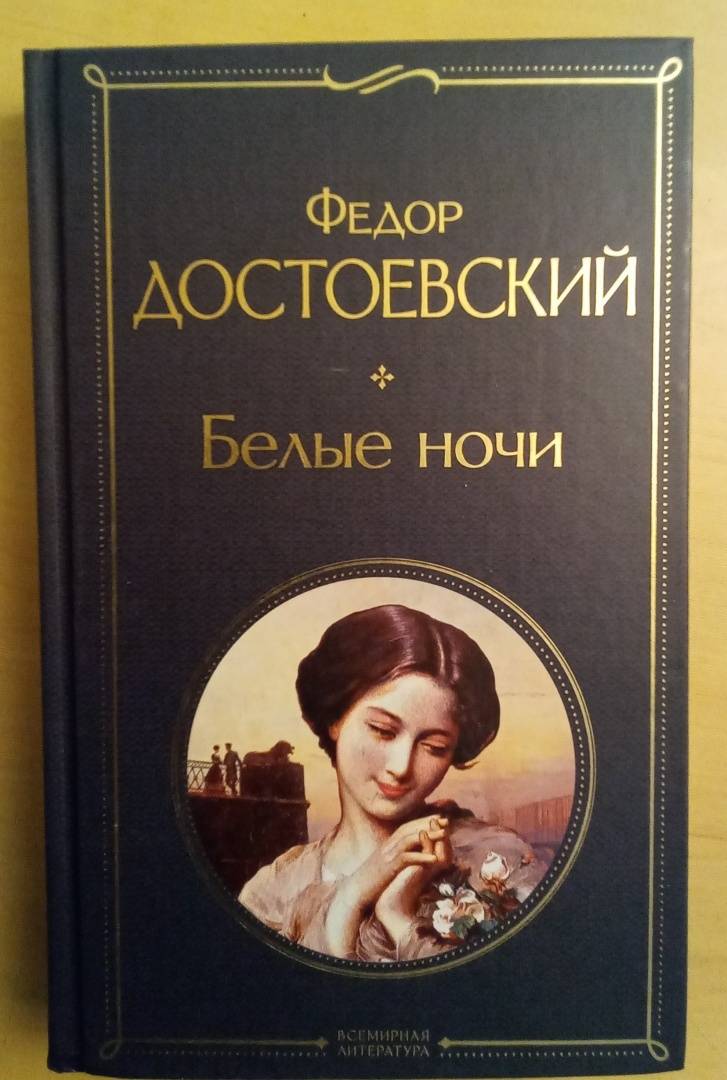 Федор
Достоевский
Белые ночи
Всемирная
литература